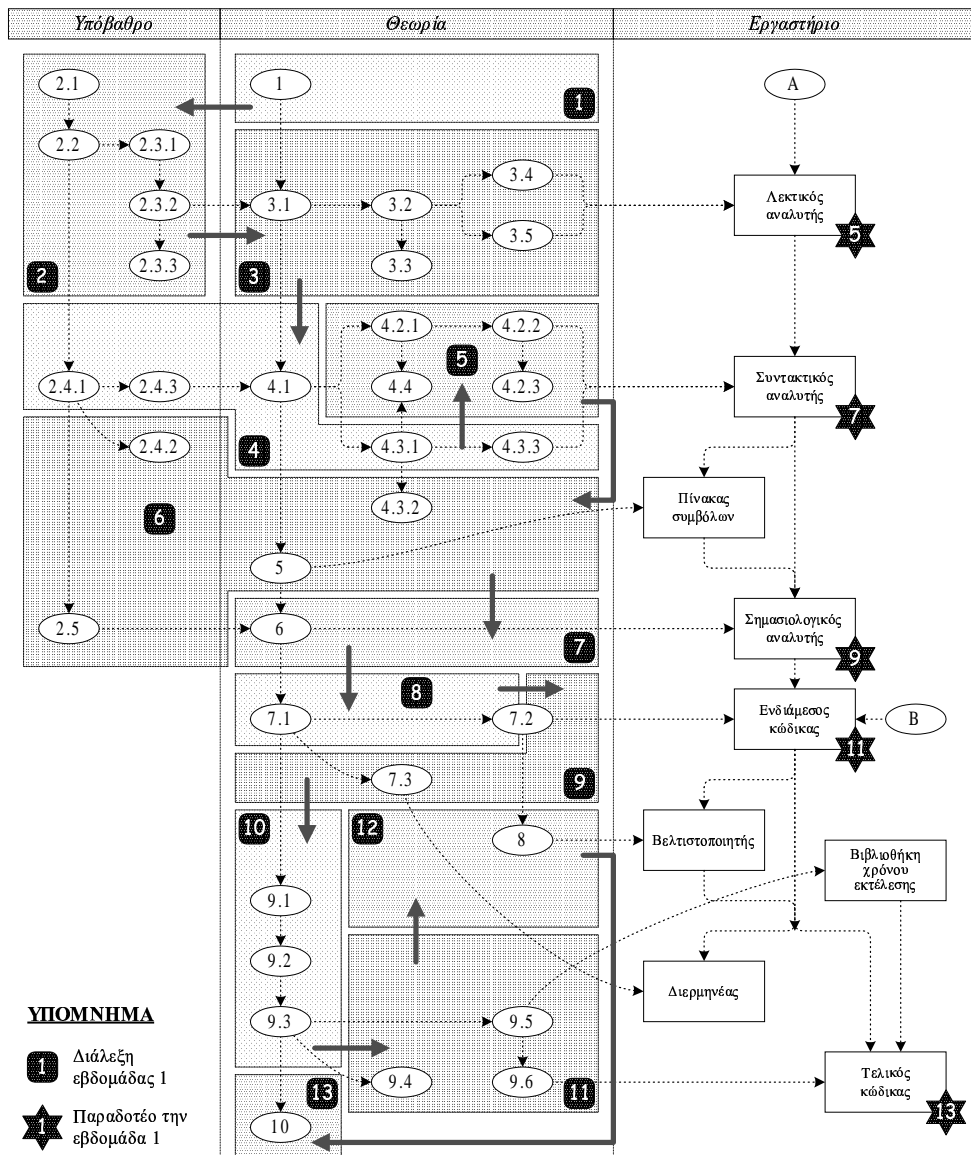 Υπόβαθρο Θεωρία Εργαστήριο
2.1 1 A
1
2.2 2.3.1
3.4
2.3.2 3.1 3.2 Λεκτικός
αναλυτής
3.5 5
2.3.3 3.3
2 3
4.2.1 4.2.2
5
2.4.1 2.4.3 4.1 4.4 4.2.3 Συντακτικός
αναλυτής
7
2.4.2 4 4.3.1 4.3.3
6 4.3.2 Πίνακας
συμβόλων
5
2.5 6 Σημασιολογικός
αναλυτής
7 9
8
7.1 7.2 Ενδιάμεσος
κώδικας
B
11
7.3 9
10 12
8 Βελτιστοποιητής
Βιβλιοθήκη
χρόνου
εκτέλεσης
9.1
9.2
Διερμηνέας
9.3 9.5
ΥΠΟΜΝΗΜΑ
1 Διάλεξη
εβδομάδας 1
9.4 9.6 Τελικός
κώδικας
13 11 13
1 Παραδοτέο την
εβδομάδα 1
10